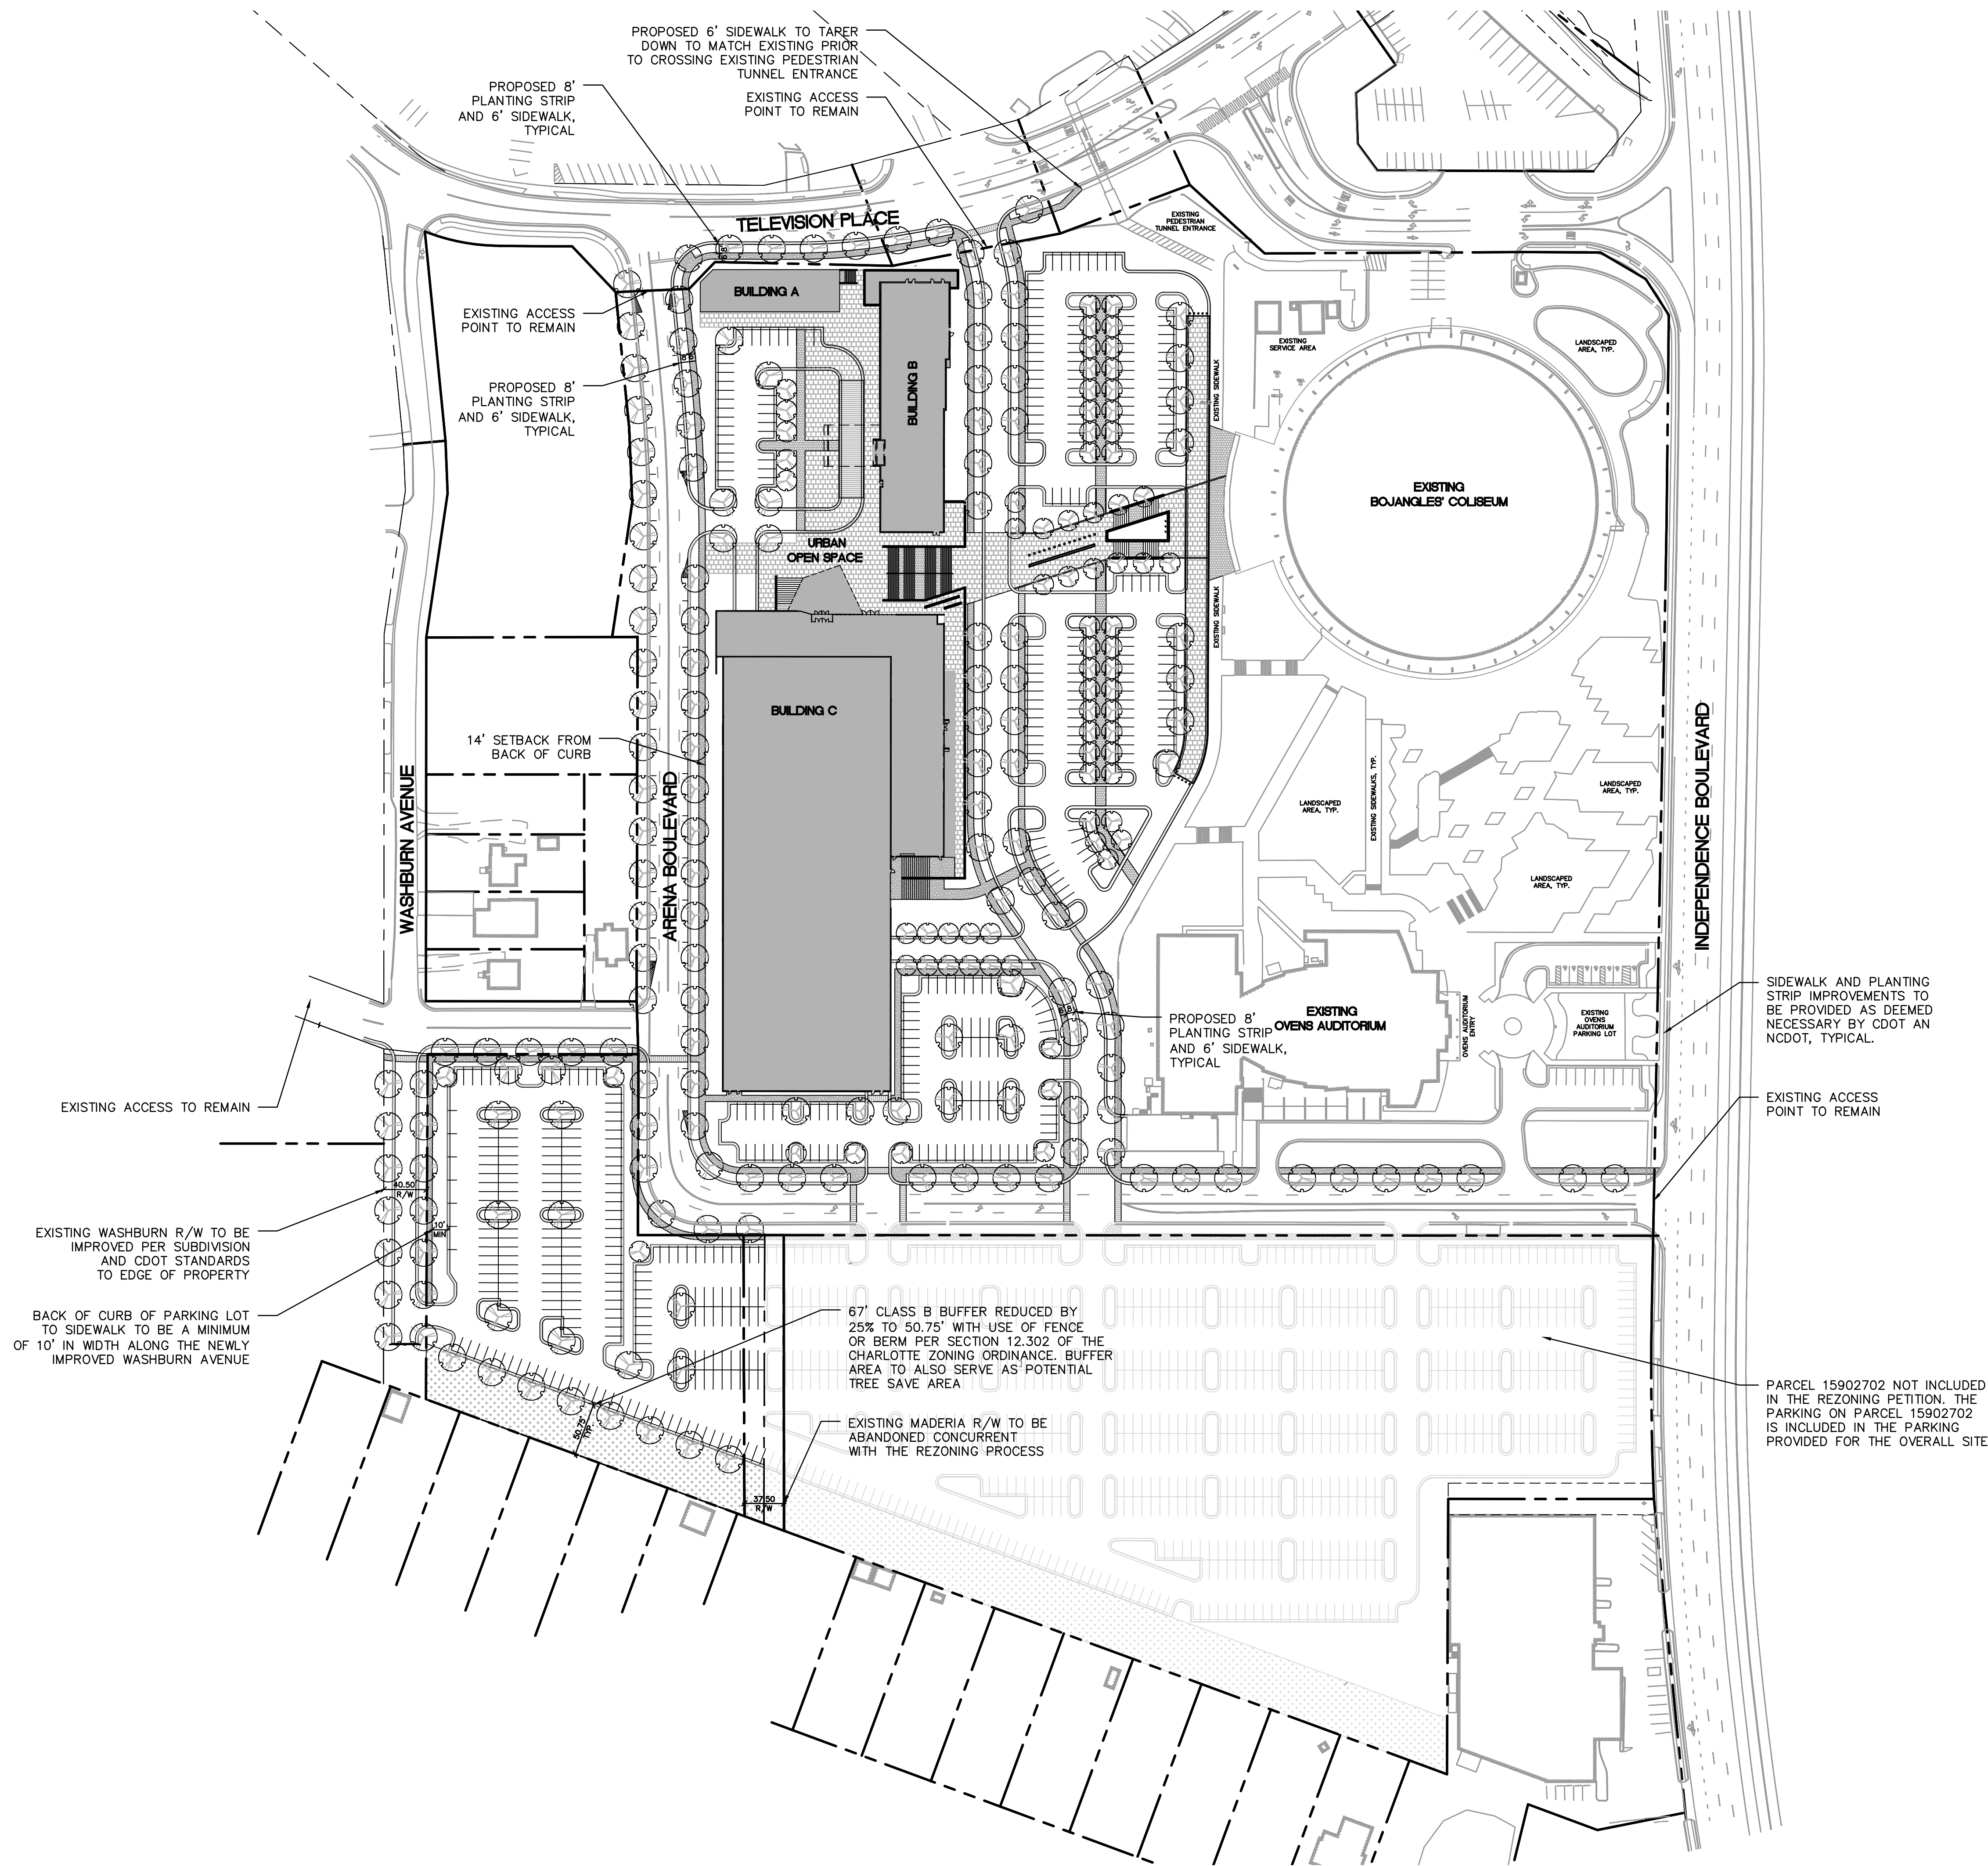 PROPOSED 6' SIDEWALK TO TAPER
DOWN TO MATCH EXISTING PRIOR
TO CROSSING EXISTING PEDESTRIAN
TUNNEL ENTRANCE
PROPOSED 8'
PLANTING STRIP
AND 6' SIDEWALK,
TYPICAL
EXISTING ACCESS
POINT TO REMAIN
TELEVISION PLACE
EXISTING
PEDESTRIAN
TUNNEL ENTRANCE
BUILDING A
BUILDING B
EXISTING ACCESS
POINT TO REMAIN
PROPOSED 8'
PLANTING STRIP
AND 6' SIDEWALK,
TYPICAL
EXISTING
SERVICE AREA
LANDSCAPED
AREA, TYP.
EXISTING SIDEWALK
EXISTING
BOJANGLES' COLISEUM
URBAN
OPEN SPACE
EXISTING SIDEWALK
BUILDING C
14' SETBACK FROM
BACK OF CURB
WASHBURN AVENUE
ARENA BOULEVARD
INDEPENDENCE BOULEVARD
EXISTING SIDEWALKS, TYP.
LANDSCAPED
AREA, TYP.
LANDSCAPED
AREA, TYP.
LANDSCAPED
AREA, TYP.
SIDEWALK AND PLANTING
STRIP IMPROVEMENTS TO
BE PROVIDED AS DEEMED
NECESSARY BY CDOT AN
NCDOT, TYPICAL.
PROPOSED 8'
PLANTING STRIP
AND 6' SIDEWALK,
TYPICAL
EXISTING
OVENS AUDITORIUM
OVENS AUDITORIUM
ENTRY
EXISTING
OVENS
AUDITORIUM
PARKING LOT
EXISTING ACCESS TO REMAIN
EXISTING ACCESS
POINT TO REMAIN
40.50
R/W
10'
MIN
EXISTING WASHBURN R/W TO BE
IMPROVED PER SUBDIVISION
AND CDOT STANDARDS
TO EDGE OF PROPERTY
BACK OF CURB OF PARKING LOT
TO SIDEWALK TO BE A MINIMUM
OF 10' IN WIDTH ALONG THE NEWLY
IMPROVED WASHBURN AVENUE
67' CLASS B BUFFER REDUCED BY
25% TO 50.75' WITH USE OF FENCE
OR BERM PER SECTION 12.302 OF THE
CHARLOTTE ZONING ORDINANCE. BUFFER
AREA TO ALSO SERVE AS POTENTIAL
TREE SAVE AREA
50.75'
TYP.
EXISTING MADERIA R/W TO BE
ABANDONED CONCURRENT
WITH THE REZONING PROCESS
37.50
R/W
PARCEL 15902702 NOT INCLUDED
IN THE REZONING PETITION. THE
PARKING ON PARCEL 15902702
IS INCLUDED IN THE PARKING
PROVIDED FOR THE OVERALL SITE